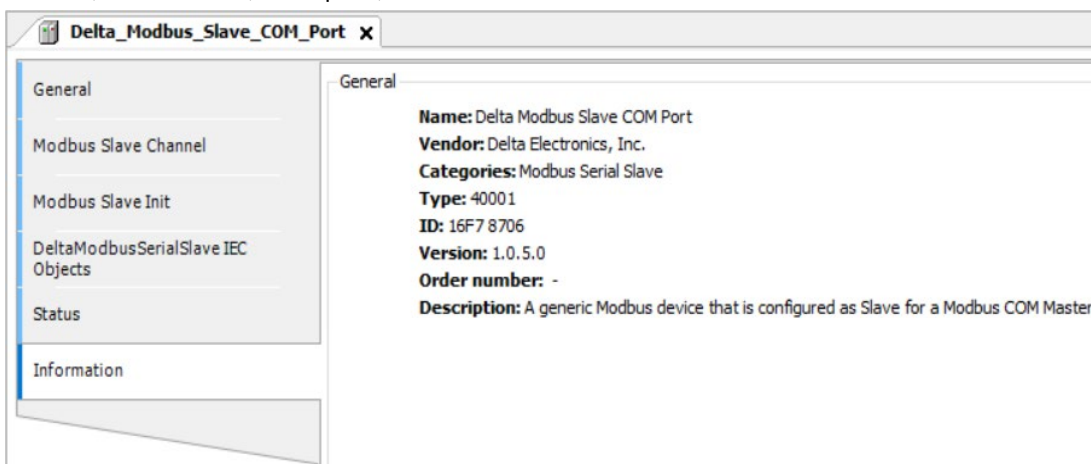 Delta_Modbus_Slave_COM_Port x
General
Modbus Slave Channel
Modbus Slave Init
DeltaModbusSerialSlave IEC
Objects
Status
Information
General
Name: Delta Modbus Slave COM Port
Vendor: Delta Electronics, Inc.
Categories: Modbus Serial Slave
Type: 40001
ID: 16F7 8706
Version: 1.0.5.0
Order number: -
Description: A generic Modbus device that is configured as Slave for a Modbus COM Master